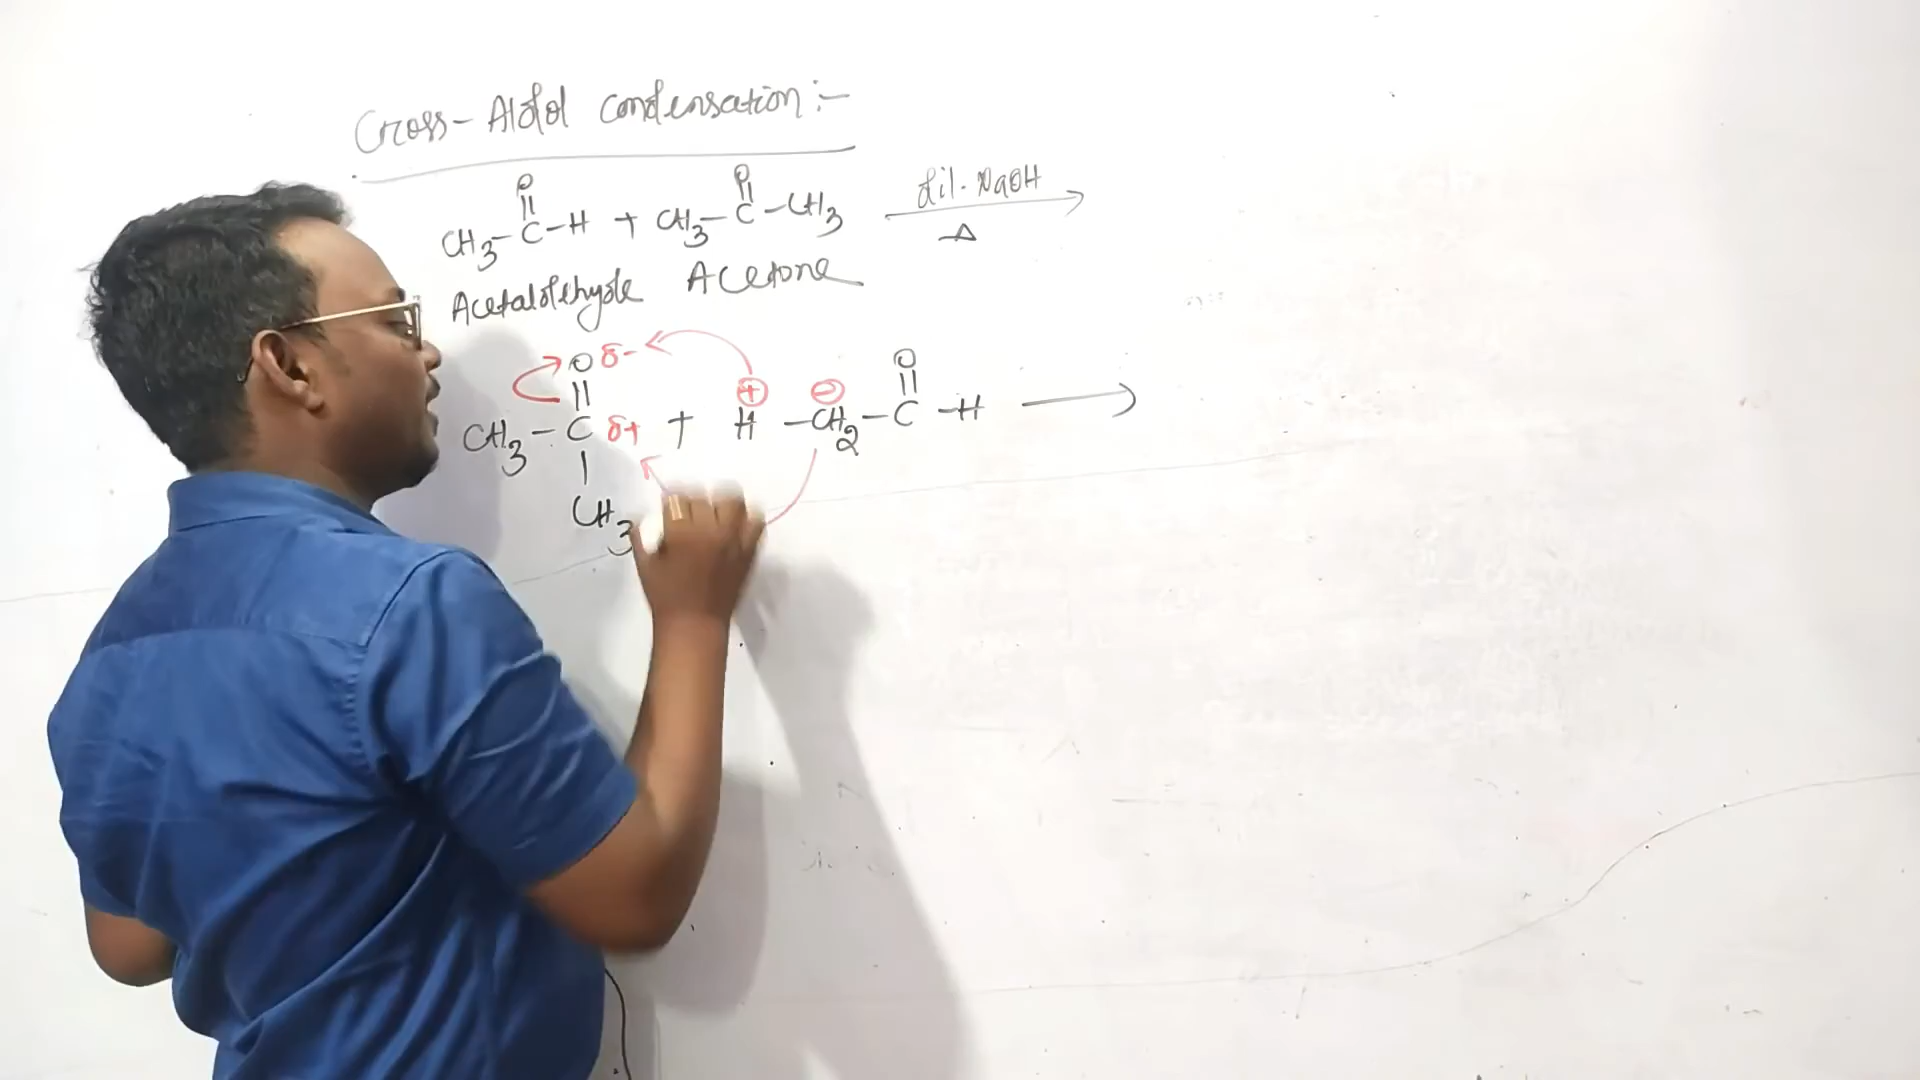 Cross-Aldol condensation:-
O O
CH3-C-H + CH3-C-CH3 dil. NaOH
Δ
Acetaldehyde Acetone
O δ- O
⊕ ⊖
CH3-C δ+ + H-CH2-C-H
CH3